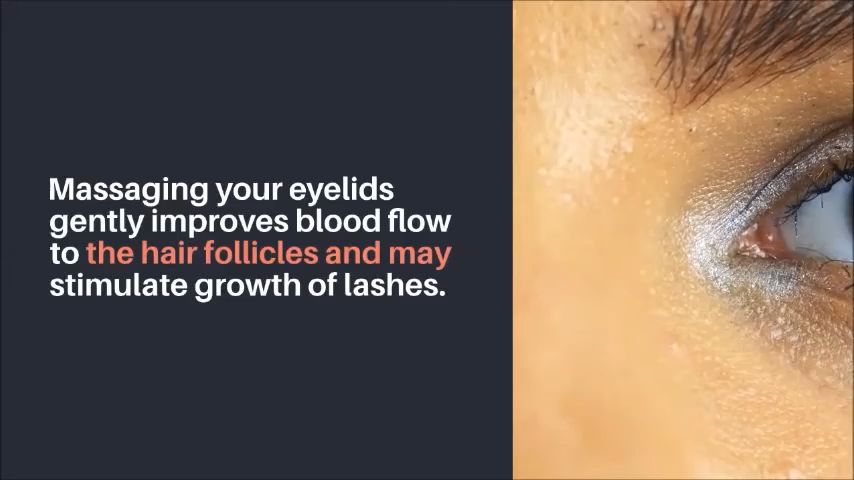 Massaging your eyelids
gently improves blood flow
to the hair follicles and may
stimulate growth of lashes.